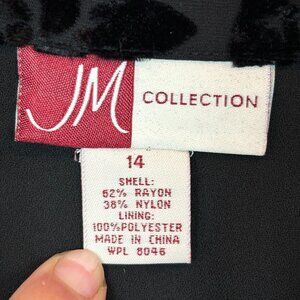 JM COLLECTION
14
SHELL:
62% RAYON
38% NYLON
LINING:
100%POLYESTER
MADE IN CHINA
WPL 8046